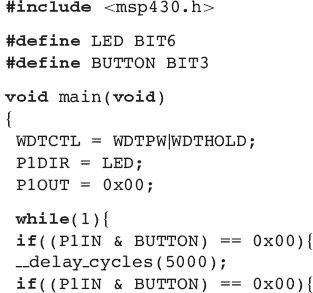 #include <msp430.h>
#define LED BIT6
#define BUTTON BIT3
void main(void)
{
WDTCTL = WDTPW|WDTHOLD;
P1DIR = LED;
P1OUT = 0x00;
while(1){
if((P1IN & BUTTON) == 0x00){
__delay_cycles(5000);
if((P1IN & BUTTON) == 0x00){